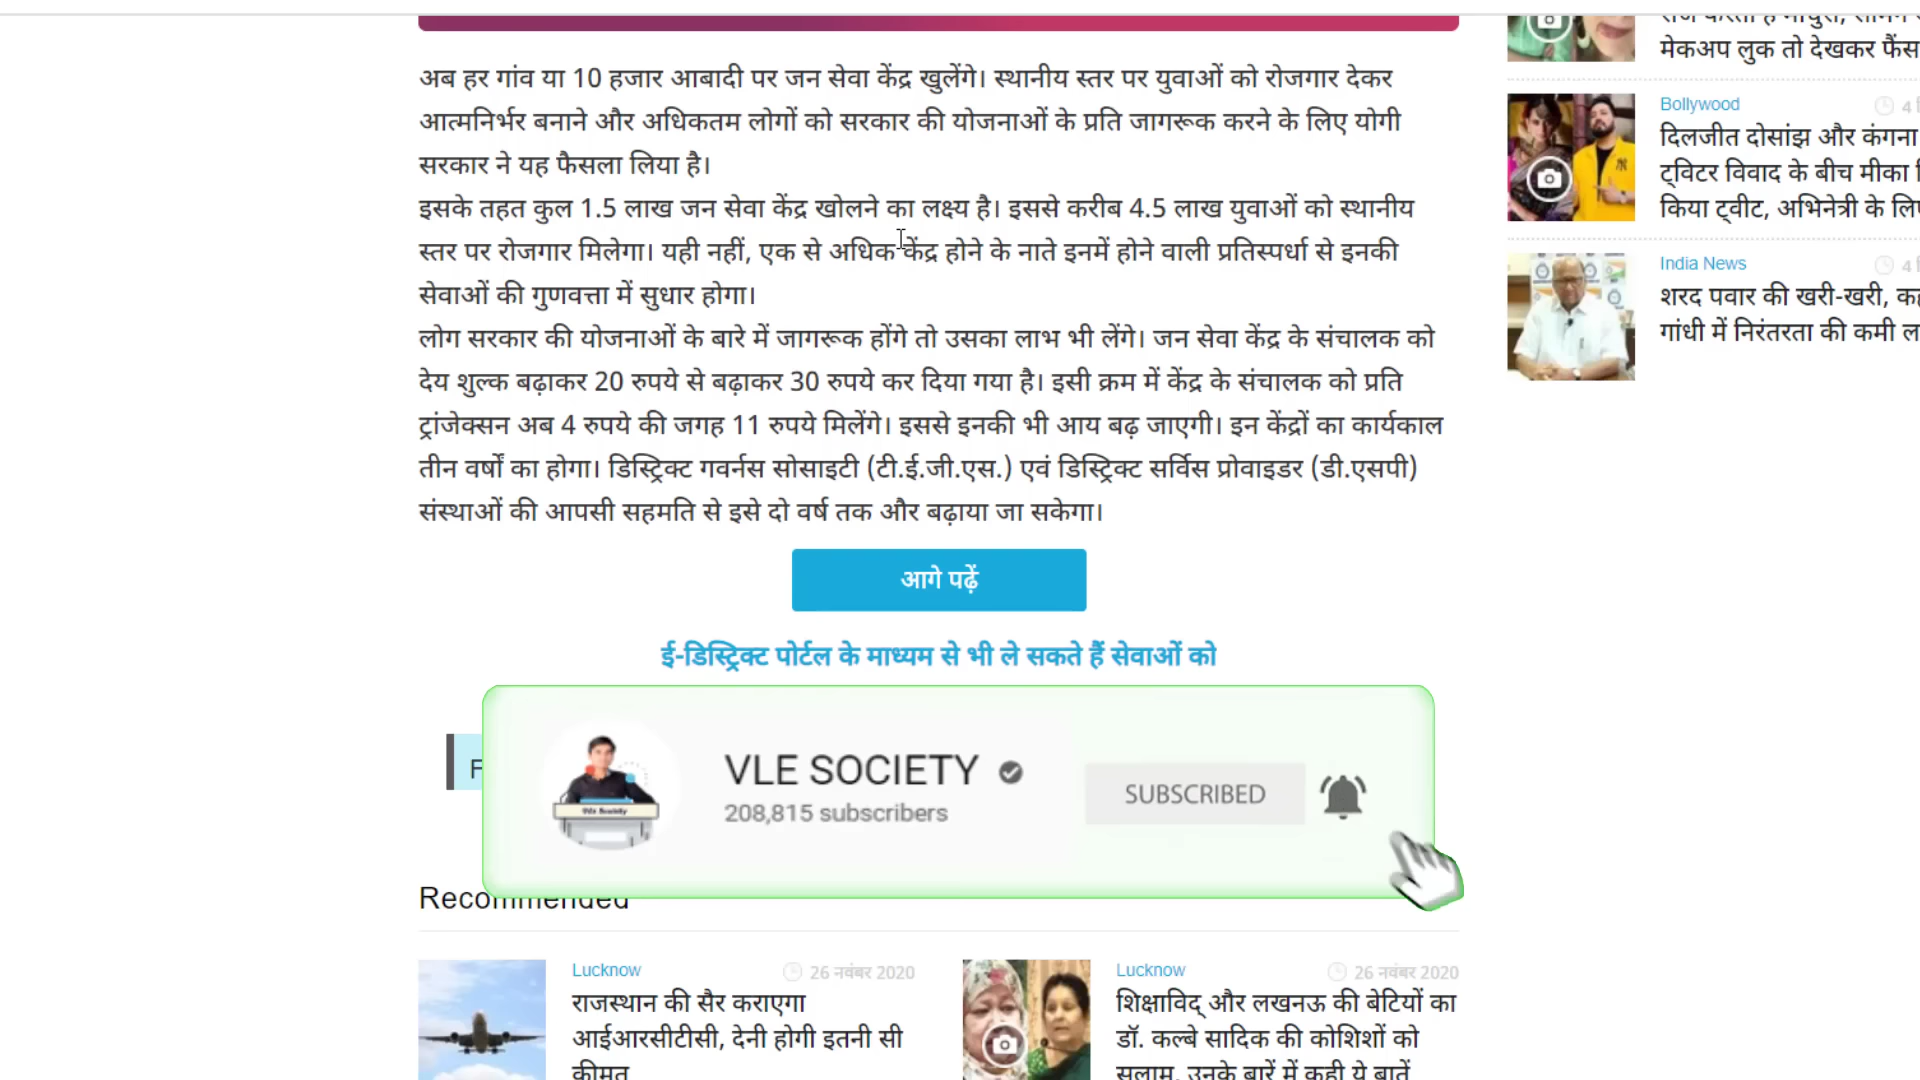 अब हर गांव या 10 हजार आबादी पर जन सेवा केंद्र खुलेंगे। स्थानीय स्तर पर युवाओं को रोजगार देकर
आत्मनिर्भर बनाने और अधिकतम लोगों को सरकार की योजनाओं के प्रति जागरूक करने के लिए योगी
सरकार ने यह फैसला लिया है।
इसके तहत कुल 1.5 लाख जन सेवा केंद्र खोलने का लक्ष्य है। इससे करीब 4.5 लाख युवाओं को स्थानीय
स्तर पर रोजगार मिलेगा। यही नहीं, एक से अधिक केंद्र होने के नाते इनमें होने वाली प्रतिस्पर्धा से इनकी
सेवाओं की गुणवत्ता में सुधार होगा।
लोग सरकार की योजनाओं के बारे में जागरूक होंगे तो उसका लाभ भी लेंगे। जन सेवा केंद्र के संचालक को
देय शुल्क बढ़ाकर 20 रुपये से बढ़ाकर 30 रुपये कर दिया गया है। इसी क्रम में केंद्र के संचालक को प्रति
ट्रांजेक्सन अब 4 रुपये की जगह 11 रुपये मिलेंगे। इससे इनकी भी आय बढ़ जाएगी। इन केंद्रों का कार्यकाल
तीन वर्षों का होगा। डिस्ट्रिक्ट गवर्नस सोसाइटी (टी.ई.जी.एस.) एवं डिस्ट्रिक्ट सर्विस प्रोवाइडर (डी.एसपी)
संस्थाओं की आपसी सहमति से इसे दो वर्ष तक और बढ़ाया जा सकेगा।
आगे पढ़ें
ई-डिस्ट्रिक्ट पोर्टल के माध्यम से भी ले सकते हैं सेवाओं को
VLE SOCIETY
208,815 subscribers
SUBSCRIBED
Recommended
Lucknow
26 नवंबर 2020
राजस्थान की सैर कराएगा
आईआरसीटीसी, देनी होगी इतनी सी
कीमत
Lucknow
26 नवंबर 2020
शिक्षाविद् और लखनऊ की बेटियों का
डॉ. कल्बे सादिक की कोशिशों को
सलाम, उनके बारें में कही ये बातें
मेकअप लुक तो देखकर फैंस
Bollywood
4
दिलजीत दोसांझ और कंगना
ट्विटर विवाद के बीच मीका
किया ट्वीट, अभिनेत्री के
India News
4
शरद पवार की खरी-खरी,
गांधी में निरंतरता की कमी